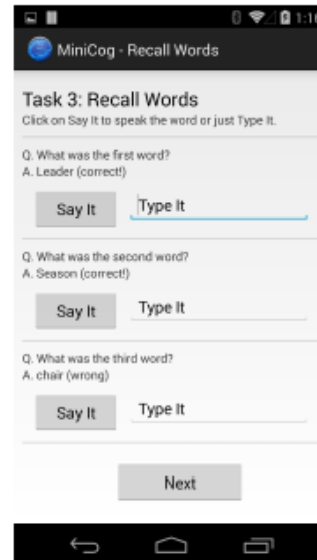 1:16
MiniCog - Recall Words
Task 3: Recall Words
Click on Say It to speak the word or just Type It.
Q. What was the first word?
A. Leader (correct!)
Say It
Type It
Q. What was the second word?
A. Season (correct!)
Say It
Type It
Q. What was the third word?
A. chair (wrong)
Say It
Type It
Next